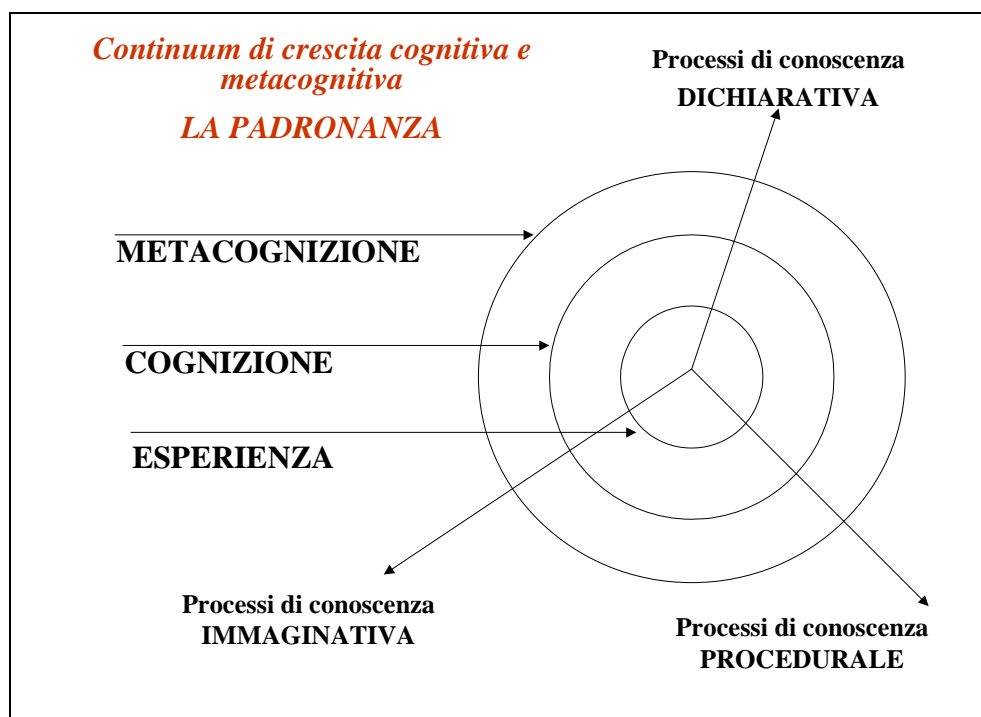 Continuum di crescita cognitiva e
metacognitiva
LA PADRONANZA
Processi di conoscenza
DICHIARATIVA
METACOGNIZIONE
COGNIZIONE
ESPERIENZA
Processi di conoscenza
IMMAGINATIVA
Processi di conoscenza
PROCEDURALE